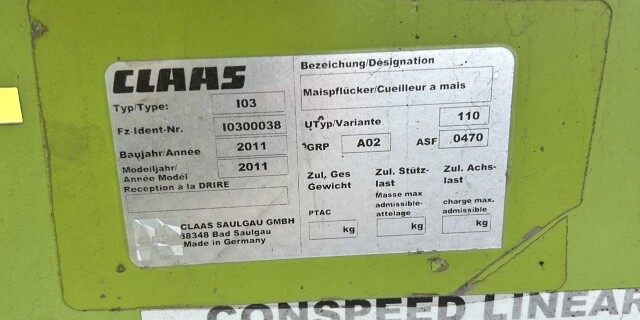 CLAAS
Typ/Type: I03
Fz-Ident-Nr. I0300038
Baujahr/Année 2011
Modelljahr/
Année Model 2011
Reception à la DRIRE
CLAAS SAULGAU GMBH
88348 Bad Saulgau
Made in Germany
Bezeichung/Désignation
Maispflücker/Cueilleur a mais
UTyp/Variante 110
GRP A02 ASF 0470
Zul, Ges
Gewicht
PTAC
kg
Zul. Stütz-
last
Masse max
admissible-
attelage
kg
Zul. Achs-
last
charge max.
admissible
kg
CONSPEED LINEAR